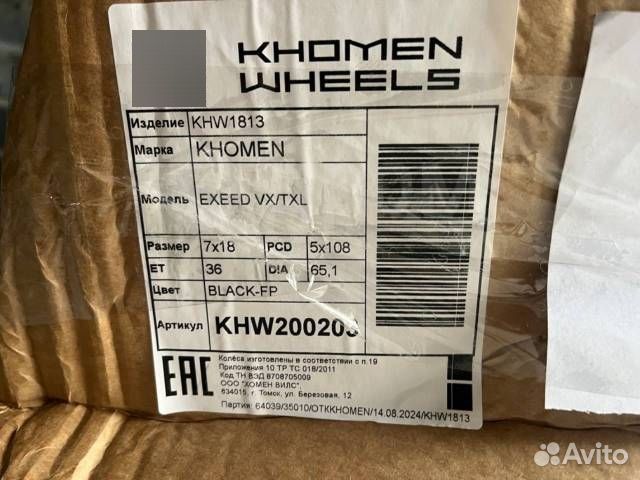 KHOMEN
WHEELS
Изделие KHW1813
Марка KHOMEN
Модель EXEED VX/TXL
Размер 7x18 PCD 5x108
ET 36 DIA 65,1
Цвет BLACK-FP
Артикул KHW200206
EAC
Колёса изготовлены в соответствии с п.19
Приложения 10 ТР ТС 018/2011
Код ТН ВЭД 8708705009
ООО "ХОМЕН ВИЛС",
634015, г. Томск, ул. Березовая, 12
Партия: 64039/35010/OTKKHOMEN/14.08.2024/KHW1813
Avito